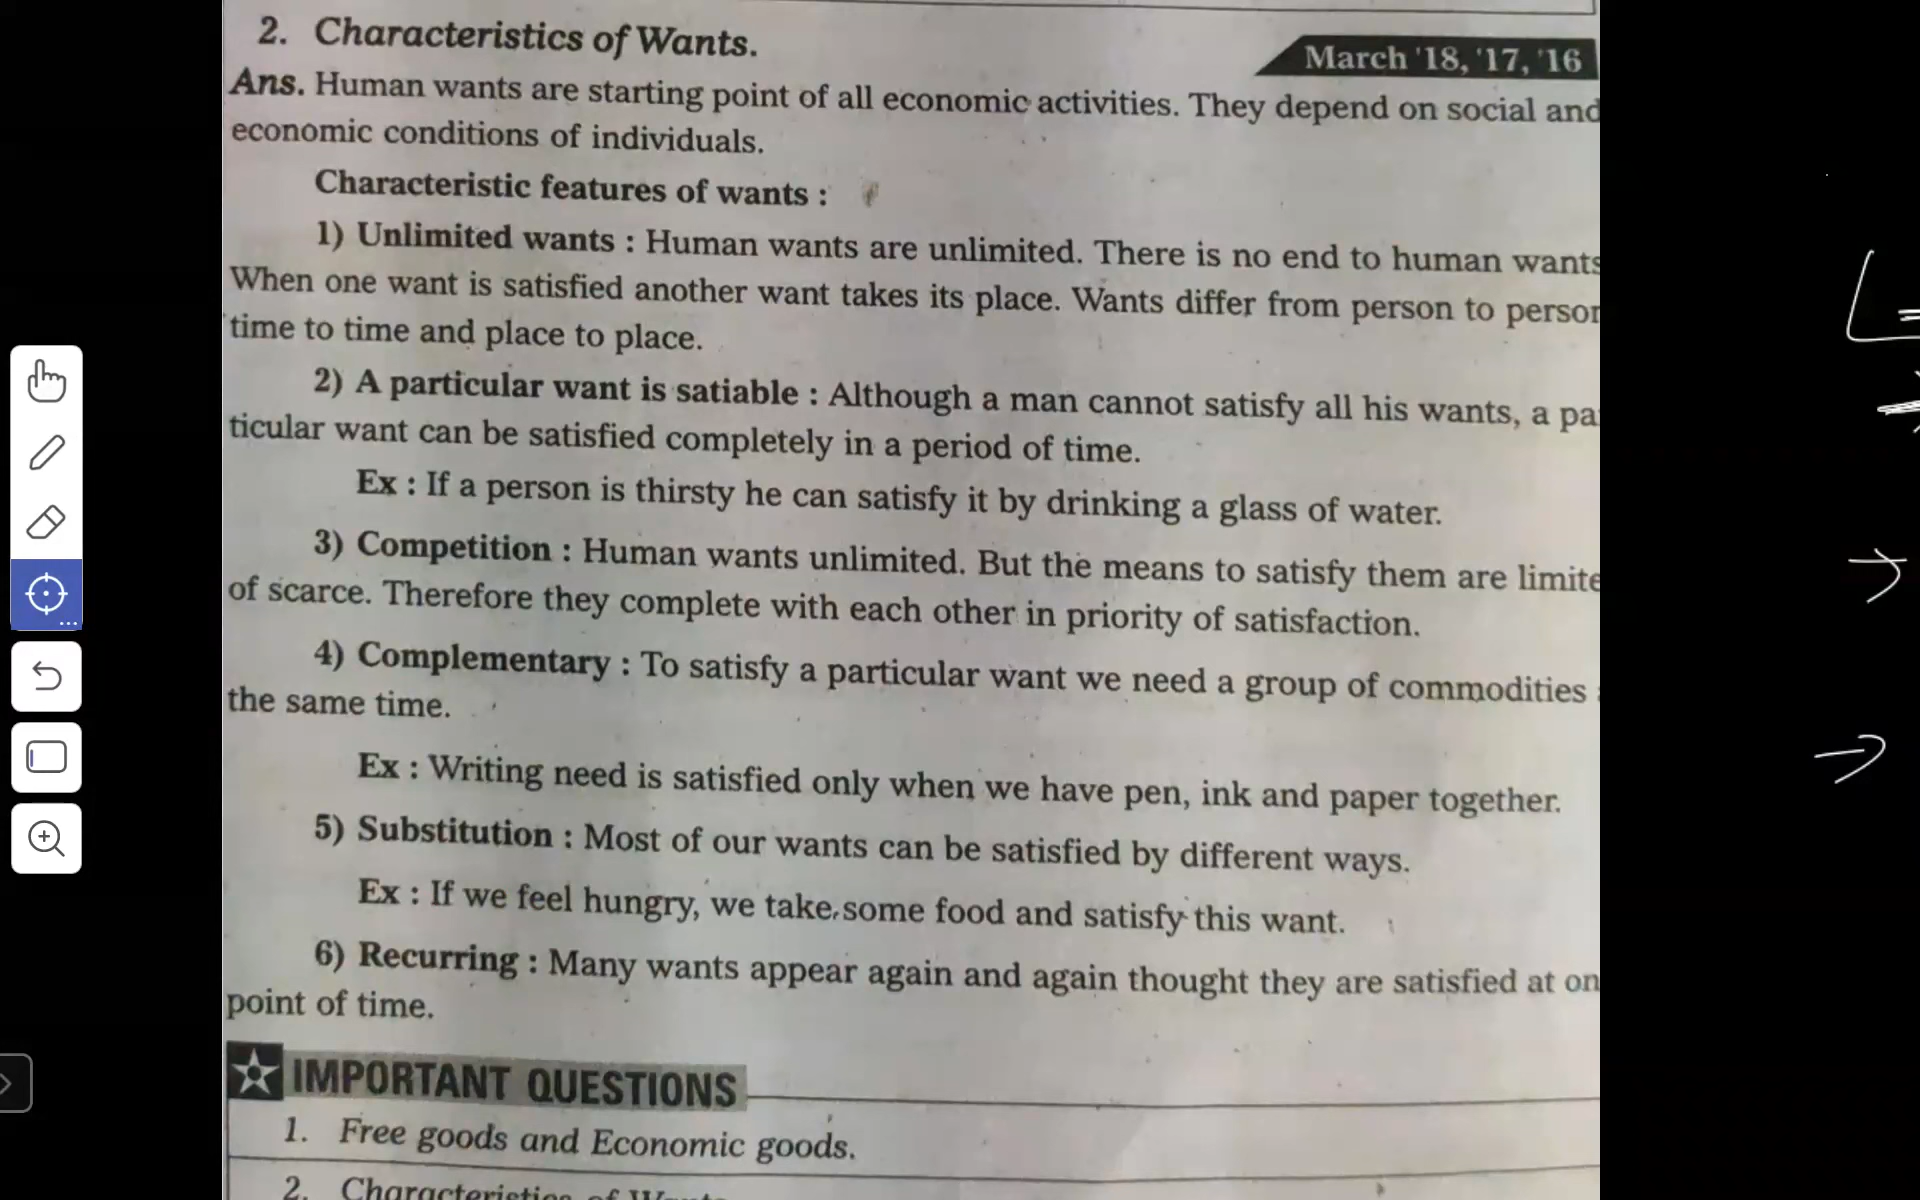 2. Characteristics of Wants.
March '18, '17, '16
Ans. Human wants are starting point of all economic activities. They depend on social and
economic conditions of individuals.
Characteristic features of wants :
1) Unlimited wants : Human wants are unlimited. There is no end to human wants
When one want is satisfied another want takes its place. Wants differ from person to person
time to time and place to place.
2) A particular want is satiable : Although a man cannot satisfy all his wants, a pa
ticular want can be satisfied completely in a period of time.
Ex : If a person is thirsty he can satisfy it by drinking a glass of water.
3) Competition : Human wants unlimited. But the means to satisfy them are limite
of scarce. Therefore they complete with each other in priority of satisfaction.
4) Complementary : To satisfy a particular want we need a group of commodities
the same time.
Ex : Writing need is satisfied only when we have pen, ink and paper together.
5) Substitution : Most of our wants can be satisfied by different ways.
Ex : If we feel hungry, we take some food and satisfy this want.
6) Recurring : Many wants appear again and again thought they are satisfied at on
point of time.
IMPORTANT QUESTIONS
1. Free goods and Economic goods.
2. Characteristics of Wants